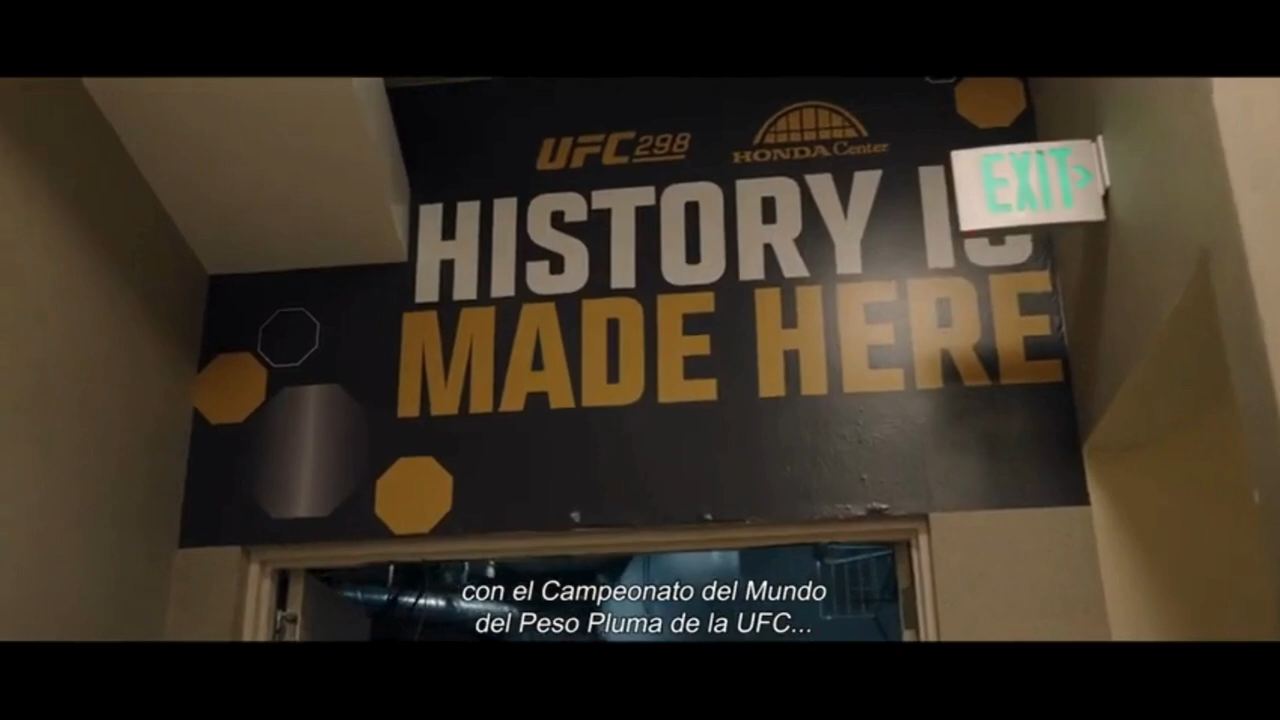 UFC 298
HONDA Center
HISTORY IS
MADE HERE
EXIT >
con el Campeonato del Mundo
del Peso Pluma de la UFC...